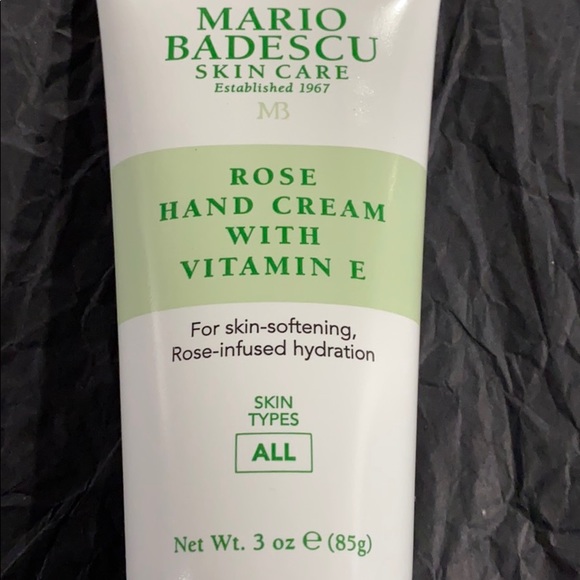 MARIO
BADESCU
SKIN CARE
Established 1967
MB
ROSE
HAND CREAM
WITH
VITAMIN E
For skin-softening,
Rose-infused hydration
SKIN
TYPES
ALL
Net Wt. 3 oz ℮ (85g)